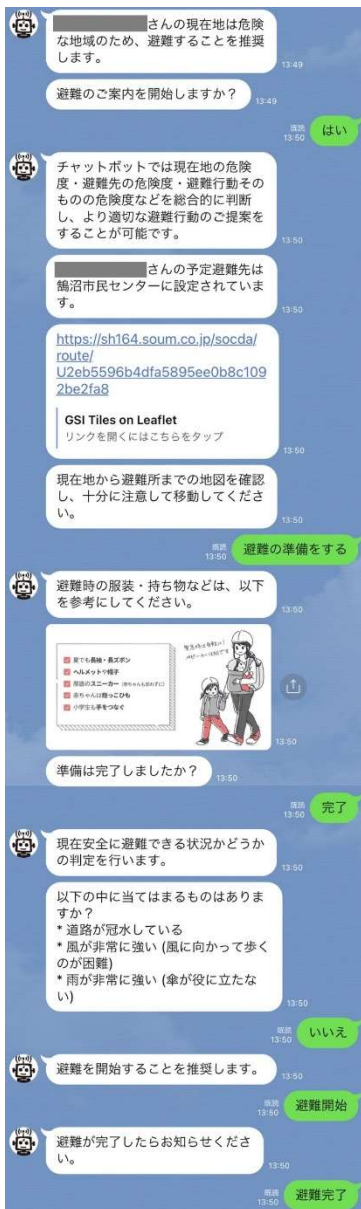 さんの現在地は危険
な地域のため、避難することを推奨
します。
13:49
避難のご案内を開始しますか？
13:49
既読
13:50
はい
チャットボットでは現在地の危険
度・避難先の危険度・避難行動その
ものの危険度などを総合的に判断
し、より適切な避難行動のご提案を
することが可能です。
13:50
さんの予定避難先は
鵠沼市民センターに設定されていま
す。
13:50
https://sh164.soum.co.jp/socda/
route/
U2eb5596b4dfa5895ee0b8c109
2be2fa8
GSI Tiles on Leaflet
リンクを開くにはこちらをタップ
13:50
現在地から避難所までの地図を確認
し、十分に注意して移動してくださ
い。
13:50
既読
13:50
避難の準備をする
避難時の服装・持ち物などは、以下
を参考にしてください。
13:50
夏でも長袖・長ズボン
ヘルメットや帽子
厚底のスニーカー
赤ちゃんは抱っこひも
小学生も手をつなぐ
13:50
準備は完了しましたか？
13:50
既読
13:50
完了
現在安全に避難できる状況かどうか
の判定を行います。
13:50
以下の中に当てはまるものはありま
すか？
* 道路が冠水している
* 風が非常に強い (風に向かって歩く
のが困難)
* 雨が非常に強い (傘が役に立たな
い)
13:50
既読
13:50
いいえ
避難を開始することを推奨します。
13:50
既読
13:50
避難開始
避難が完了したらお知らせくださ
い。
13:50
既読
13:50
避難完了